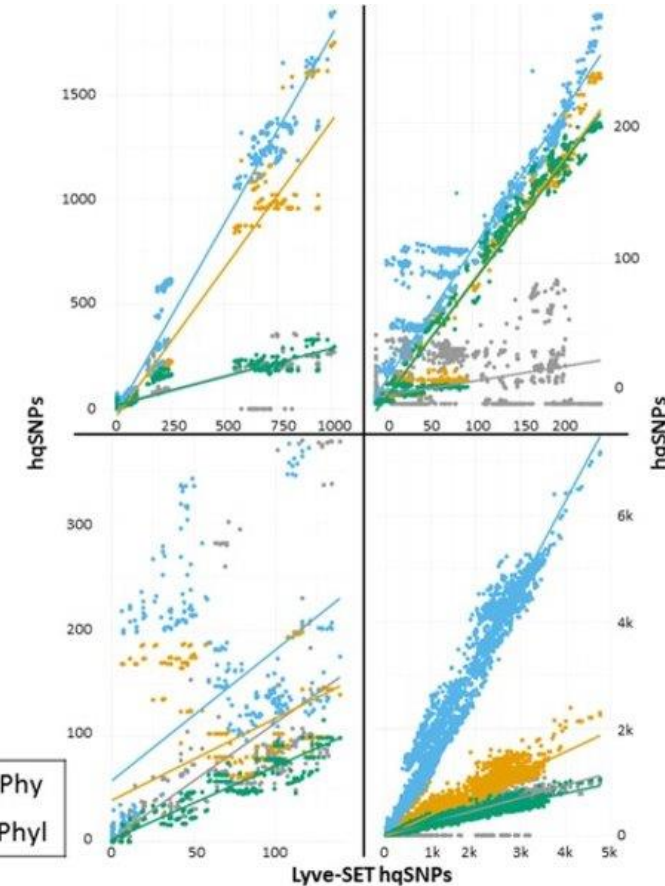 1500
1000
500
0
0 250 500 750 1000
hqSNPs
200
100
0
0 50 100 150 200
hqSNPs
300
200
100
0
0 50 100
6k
4k
2k
0
0 1k 2k 3k 4k 5k
Phy
Phyl
Lyve-SET hqSNPs